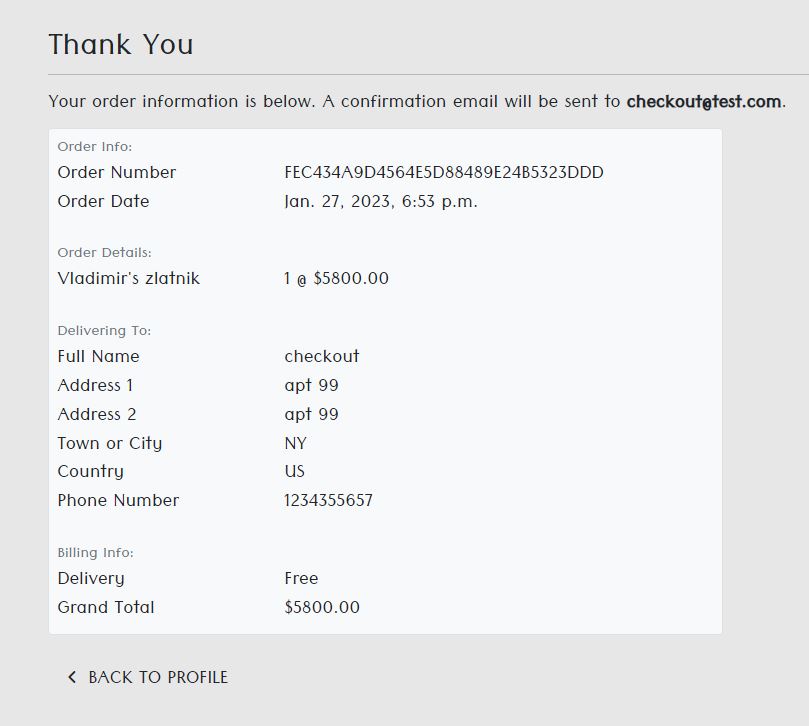 Thank You
Your order information is below. A confirmation email will be sent to checkout@test.com.
Order Info:
Order Number FEC434A9D4564E5D88489E24B5323DDD
Order Date Jan. 27, 2023, 6:53 p.m.
Order Details:
Vladimir's zlatnik 1 @ $5800.00
Delivering To:
Full Name checkout
Address 1 apt 99
Address 2 apt 99
Town or City NY
Country US
Phone Number 1234355657
Billing Info:
Delivery Free
Grand Total $5800.00
BACK TO PROFILE